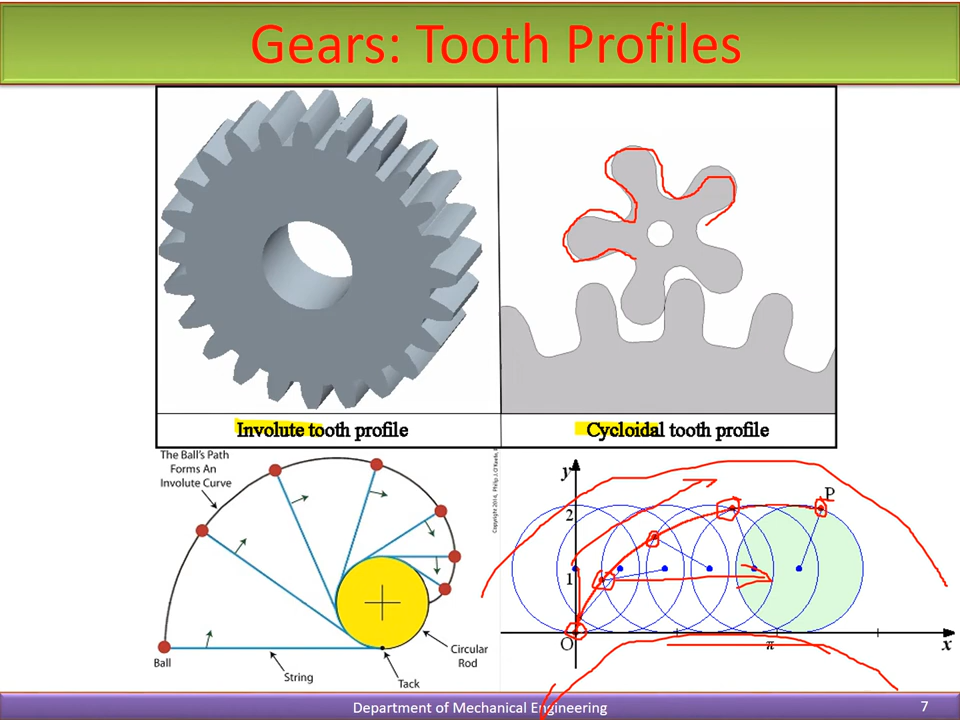 Gears: Tooth Profiles
Involute tooth profile
Cycloidal tooth profile
The Ball's Path
Forms An
Involute Curve
Ball
String
Tack
Circular
Rod
y
2
1
O
π
x
P
Department of Mechanical Engineering
7